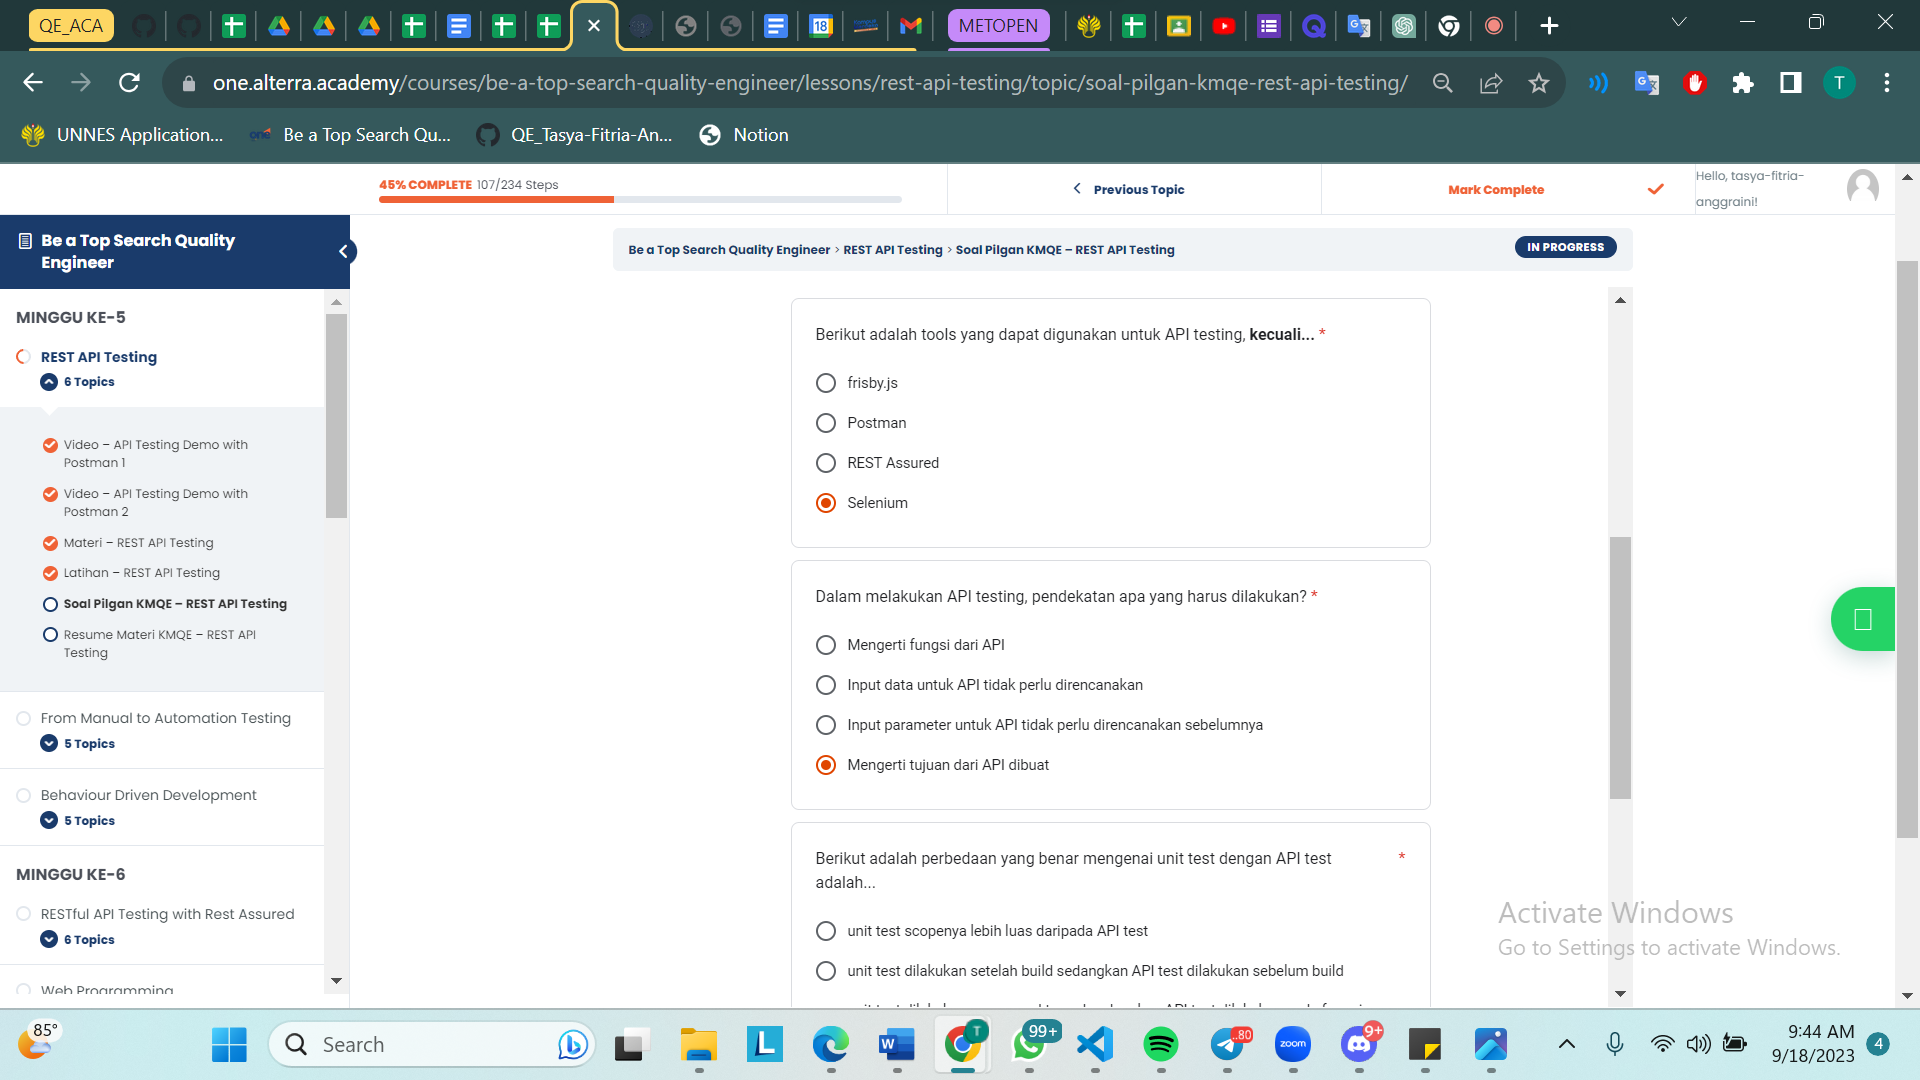 QE_ACA
18
METOPEN
one.alterra.academy/courses/be-a-top-search-quality-engineer/lessons/rest-api-testing/topic/soal-pilgan-kmqe-rest-api-testing/
T
UNNES Application...
one
Be a Top Search Qu...
QE_Tasya-Fitria-An...
Notion
45% COMPLETE 107/234 Steps
Previous Topic
Mark Complete
Hello, tasya-fitria-
anggraini!
Be a Top Search Quality
Engineer
Be a Top Search Quality Engineer > REST API Testing > Soal Pilgan KMQE – REST API Testing
IN PROGRESS
MINGGU KE-5
REST API Testing
6 Topics
Video – API Testing Demo with
Postman 1
Video – API Testing Demo with
Postman 2
Materi – REST API Testing
Latihan – REST API Testing
Soal Pilgan KMQE – REST API Testing
Resume Materi KMQE – REST API
Testing
From Manual to Automation Testing
5 Topics
Behaviour Driven Development
5 Topics
MINGGU KE-6
RESTful API Testing with Rest Assured
6 Topics
Web Programming
Berikut adalah tools yang dapat digunakan untuk API testing, kecuali... *
frisby.js
Postman
REST Assured
Selenium
Dalam melakukan API testing, pendekatan apa yang harus dilakukan? *
Mengerti fungsi dari API
Input data untuk API tidak perlu direncanakan
Input parameter untuk API tidak perlu direncanakan sebelumnya
Mengerti tujuan dari API dibuat
Berikut adalah perbedaan yang benar mengenai unit test dengan API test *
adalah...
unit test scopenya lebih luas daripada API test
unit test dilakukan setelah build sedangkan API test dilakukan sebelum build
Activate Windows
Go to Settings to activate Windows.
85°
Search
L
W
T
99+
..80
zoom
9+
9:44 AM
9/18/2023
4